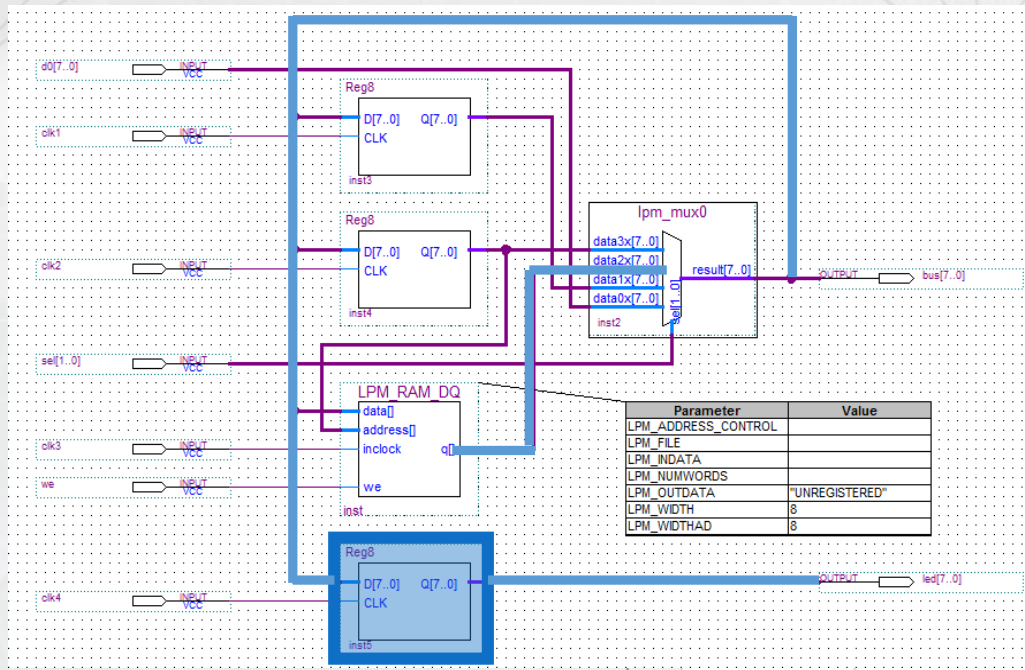 d0[7..0] INPUT
VCC
Reg8
D[7..0] Q[7..0]
CLK
inst3
clk1 INPUT
VCC
Reg8
D[7..0] Q[7..0]
CLK
inst4
clk2 INPUT
VCC
lpm_mux0
data3x[7..0]
data2x[7..0]
data1x[7..0]
data0x[7..0]
result[7..0]
sel[1..0]
inst2
OUTPUT bus[7..0]
sel[1..0] INPUT
VCC
LPM_RAM_DQ
data[]
address[]
inclock q[]
we
inst
clk3 INPUT
VCC
we INPUT
VCC
Parameter Value
LPM_ADDRESS_CONTROL
LPM_FILE
LPM_INDATA
LPM_NUMWORDS
LPM_OUTDATA "UNREGISTERED"
LPM_WIDTH 8
LPM_WIDTHAD 8
Reg8
D[7..0] Q[7..0]
CLK
inst5
clk4 INPUT
VCC
OUTPUT led[7..0]